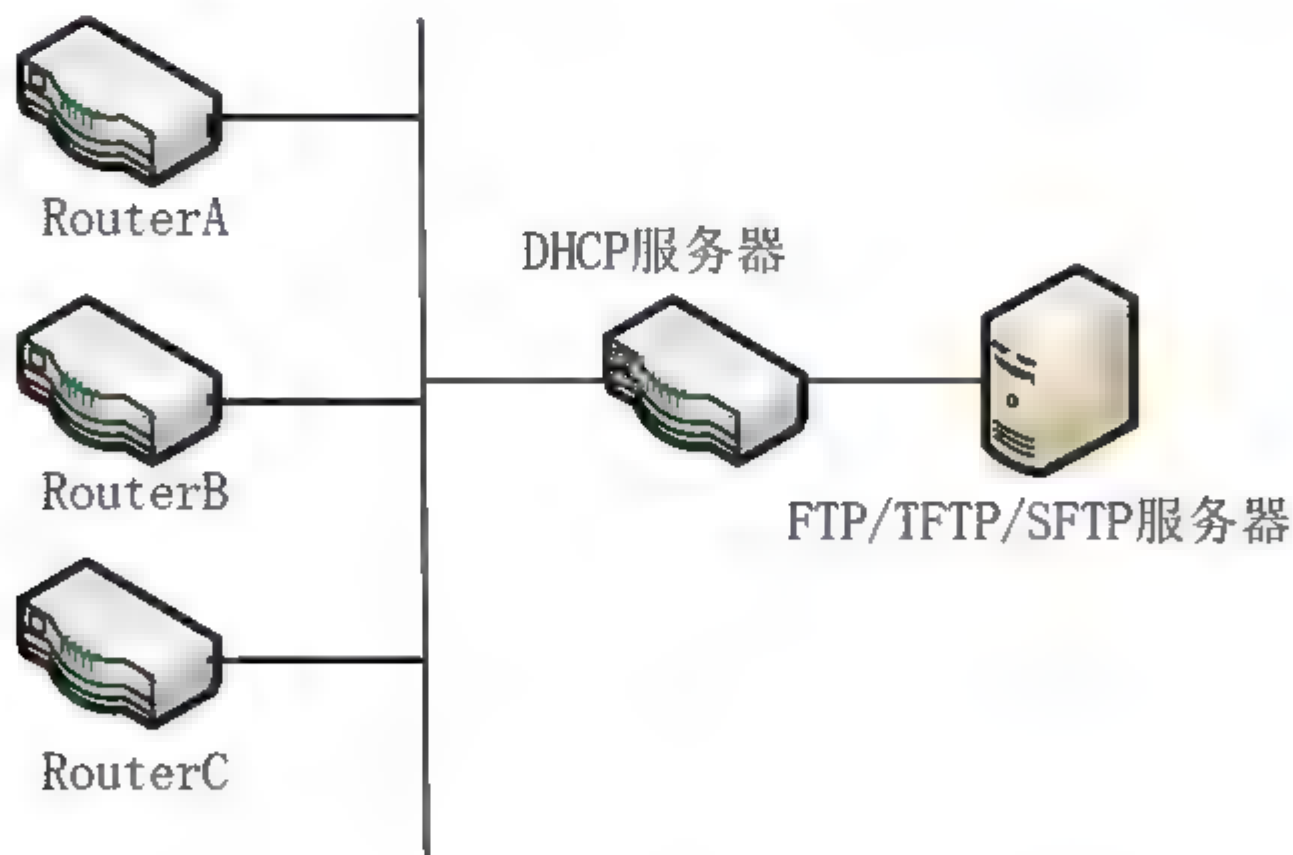 RouterA
DHCP服务器
RouterB
FTP/TFTP/SFTP服务器
RouterC